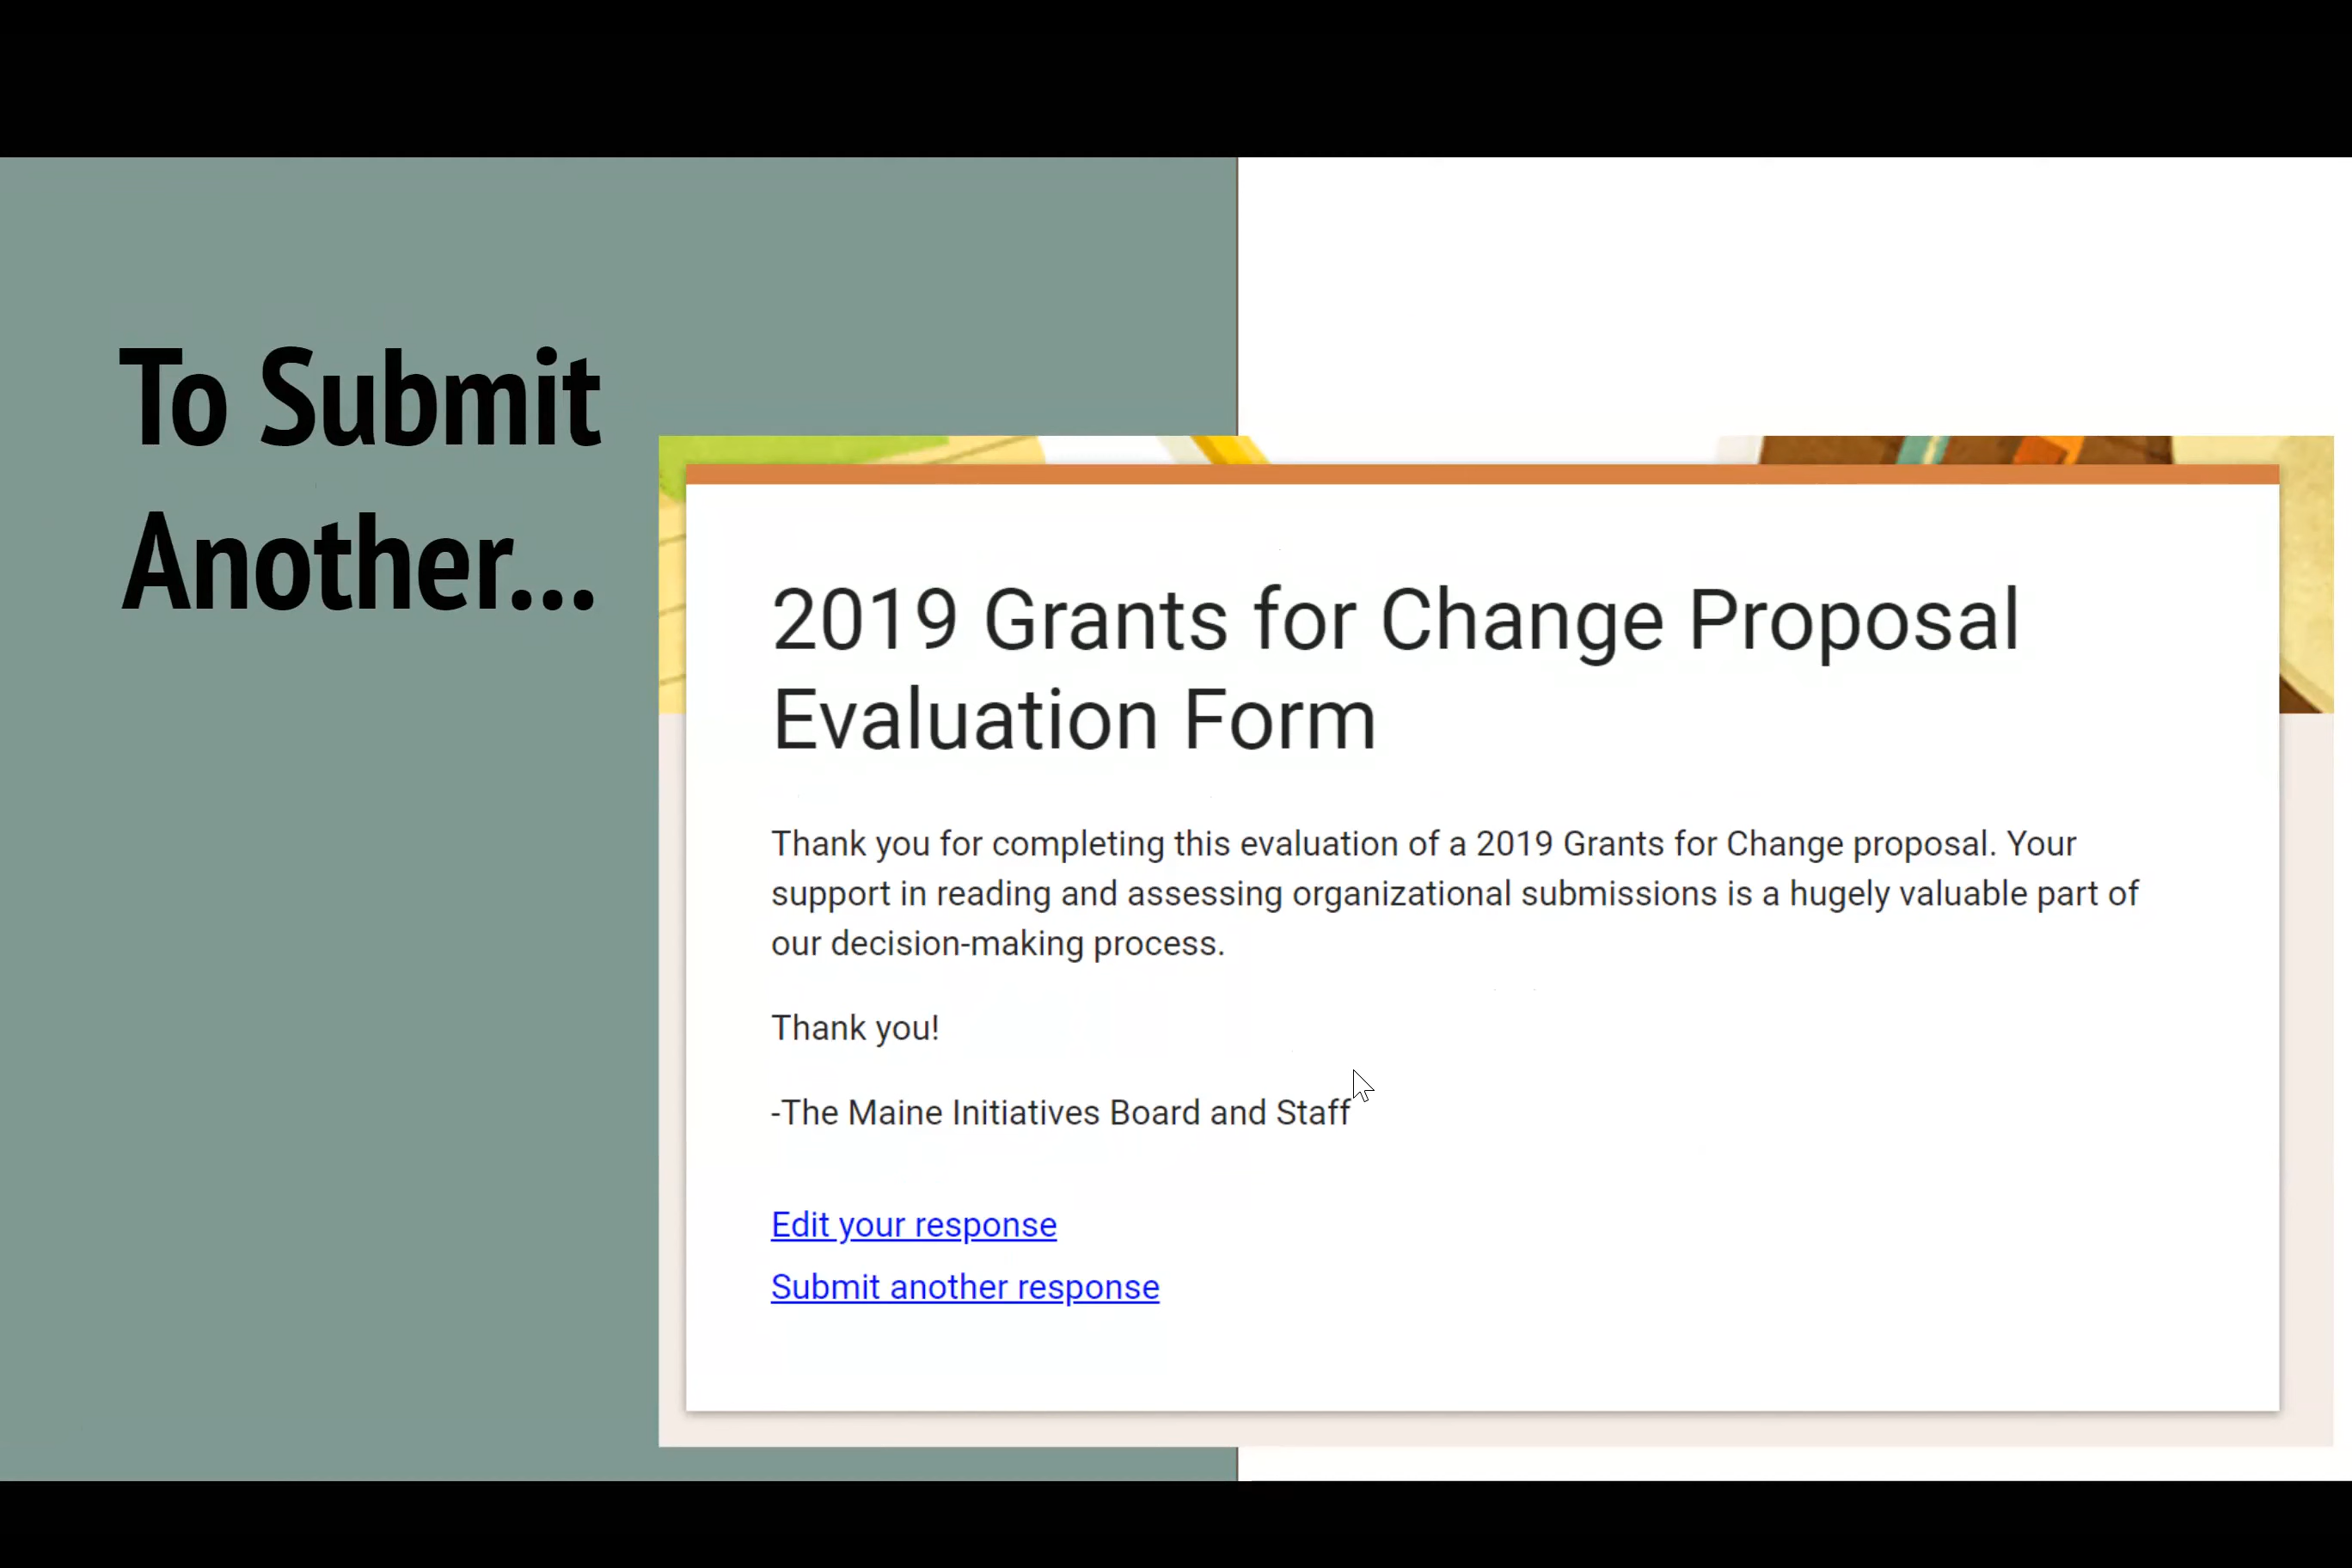 To Submit
Another...
2019 Grants for Change Proposal
Evaluation Form
Thank you for completing this evaluation of a 2019 Grants for Change proposal. Your
support in reading and assessing organizational submissions is a hugely valuable part of
our decision-making process.
Thank you!
-The Maine Initiatives Board and Staff
Edit your response
Submit another response